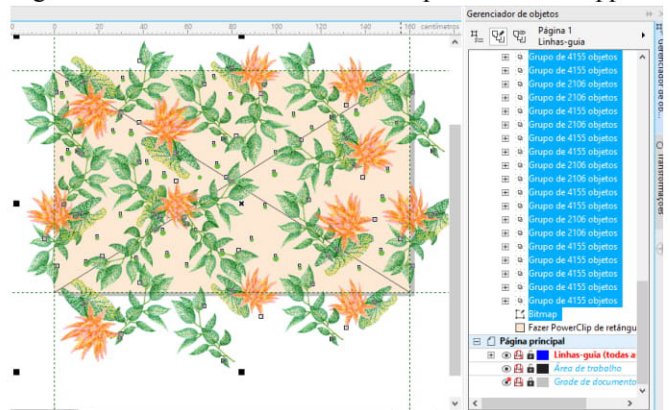 Gerenciador de objetos
0 20 40 60 80 100 120 140 160 centímetros
Página 1
Linhas-guia
Grupo de 4155 objetos
Grupo de 4155 objetos
Grupo de 4155 objetos
Grupo de 2106 objetos
Grupo de 2106 objetos
Grupo de 2106 objetos
Grupo de 4155 objetos
Grupo de 4155 objetos
Grupo de 2106 objetos
Grupo de 2106 objetos
Grupo de 4155 objetos
Grupo de 4155 objetos
Grupo de 2106 objetos
Grupo de 2106 objetos
Grupo de 4155 objetos
Grupo de 4155 objetos
Grupo de 4155 objetos
Grupo de 4155 objetos
Grupo de 4155 objetos
Bitmap
Fazer PowerClip de retângu
Página principal
Linhas-guia (todas a
Área de trabalho
Grade de documento
Gerenciador de ob...
Transformações